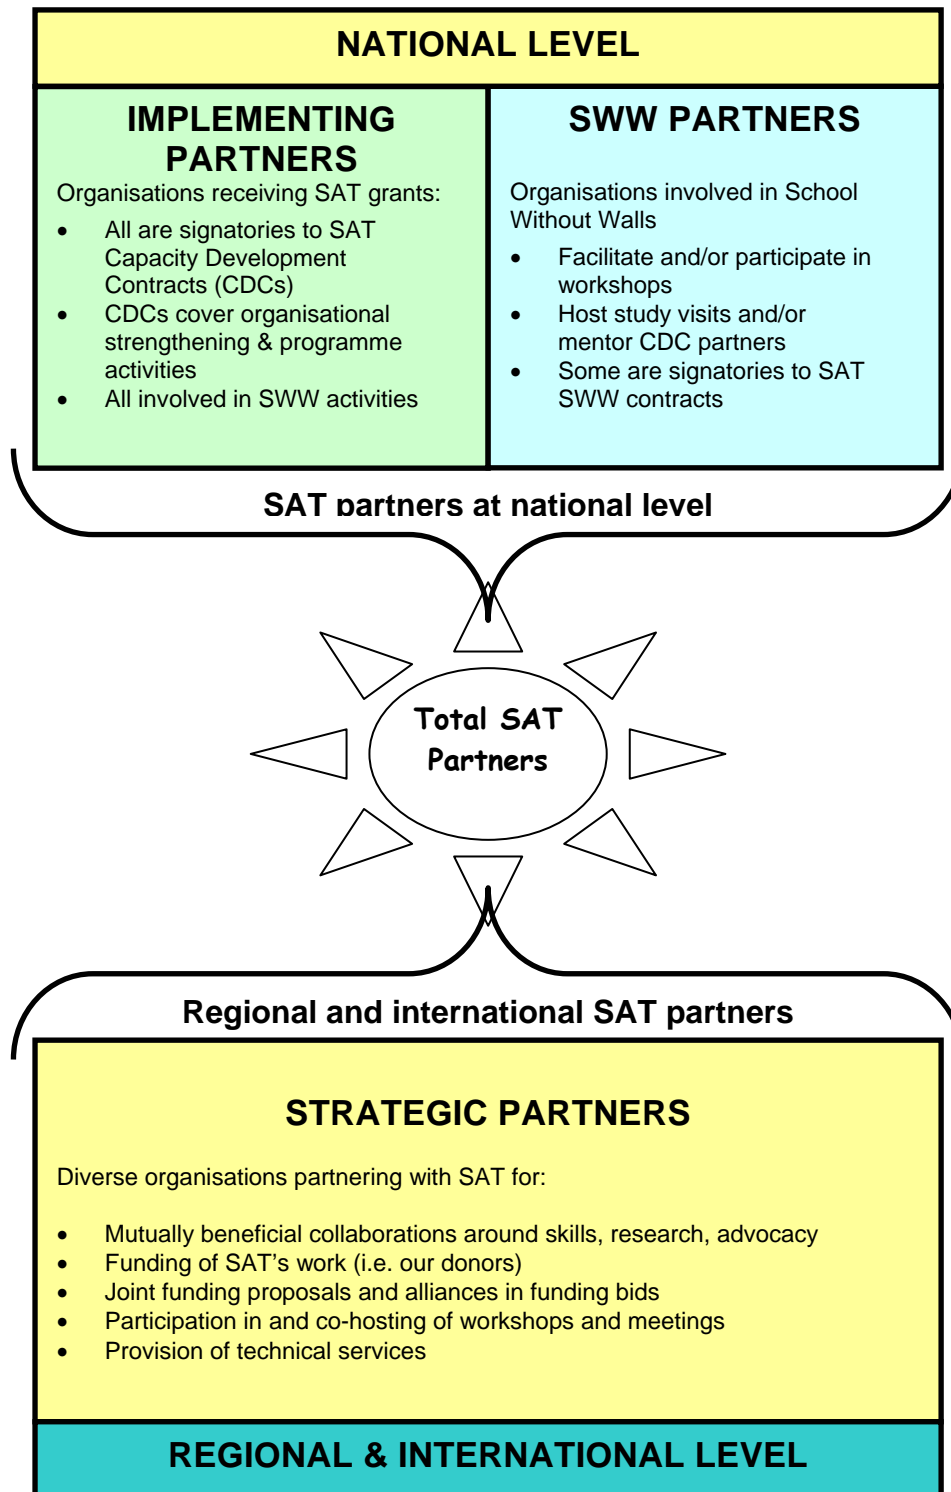 NATIONAL LEVEL
IMPLEMENTING
PARTNERS
Organisations receiving SAT grants:
• All are signatories to SAT
Capacity Development
Contracts (CDCs)
• CDCs cover organisational
strengthening & programme
activities
• All involved in SWW activities
SWW PARTNERS
Organisations involved in School
Without Walls
• Facilitate and/or participate in
workshops
• Host study visits and/or
mentor CDC partners
• Some are signatories to SAT
SWW contracts
SAT partners at national level
Total SAT
Partners
Regional and international SAT partners
STRATEGIC PARTNERS
Diverse organisations partnering with SAT for:
• Mutually beneficial collaborations around skills, research, advocacy
• Funding of SAT's work (i.e. our donors)
• Joint funding proposals and alliances in funding bids
• Participation in and co-hosting of workshops and meetings
• Provision of technical services
REGIONAL & INTERNATIONAL LEVEL